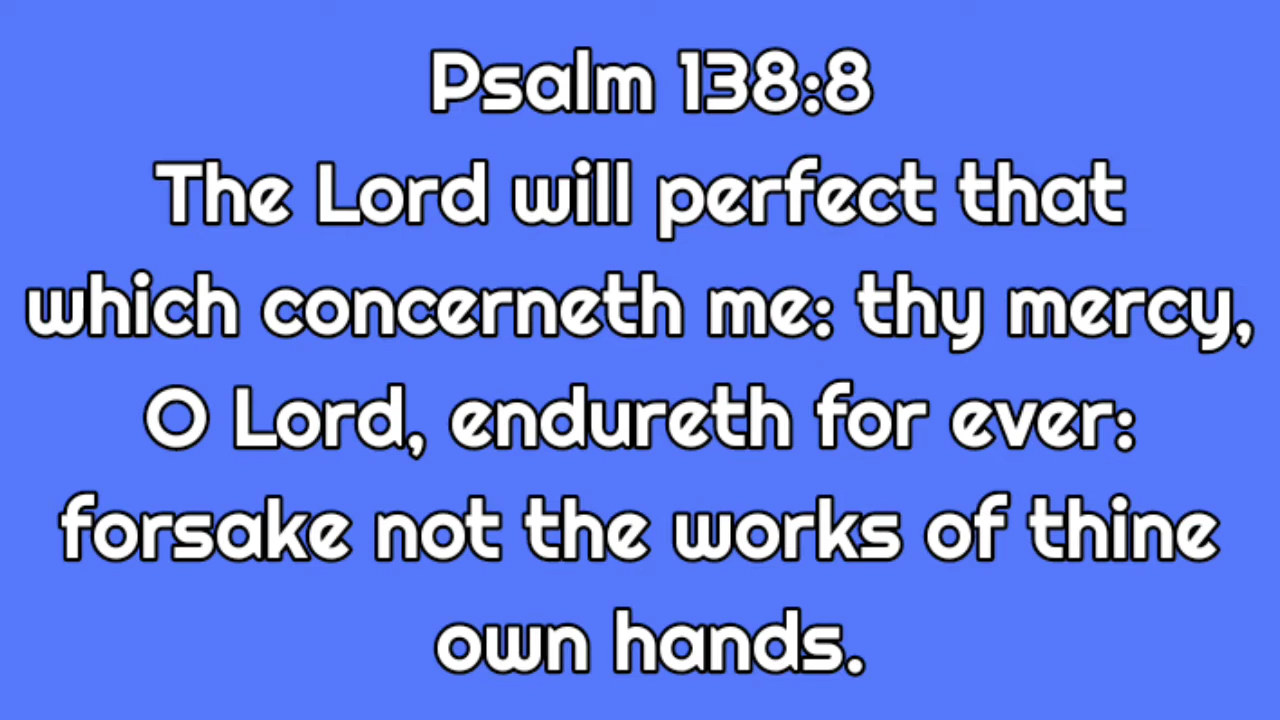 Psalm 138:8
The Lord will perfect that
which concerneth me: thy mercy,
O Lord, endureth for ever:
forsake not the works of thine
own hands.